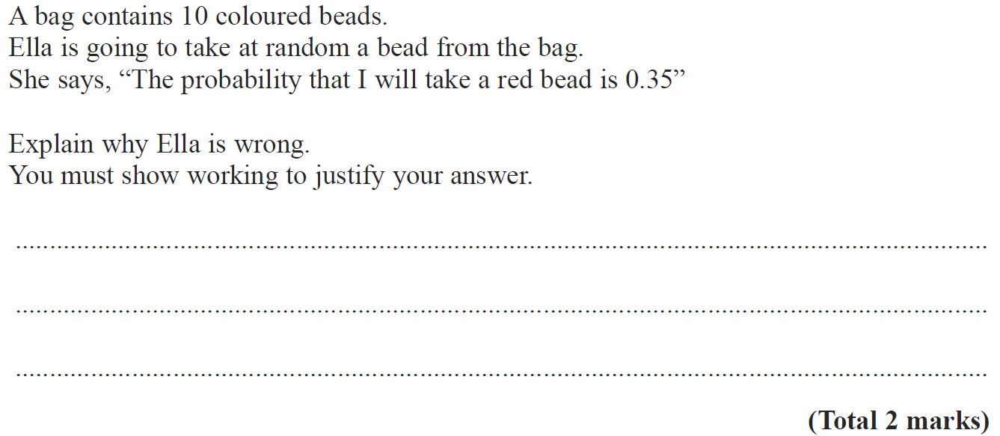 A bag contains 10 coloured beads.
Ella is going to take at random a bead from the bag.
She says, “The probability that I will take a red bead is 0.35”
Explain why Ella is wrong.
You must show working to justify your answer.
(Total 2 marks)